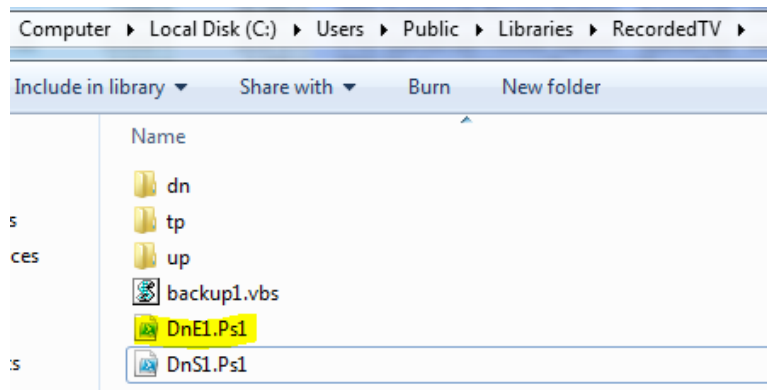 Computer ▸ Local Disk (C:) ▸ Users ▸ Public ▸ Libraries ▸ RecordedTV ▸
Include in library ▾ Share with ▾ Burn New folder
Name
dn
tp
s
up
ces
backup1.vbs
DnE1.Ps1
DnS1.Ps1
s